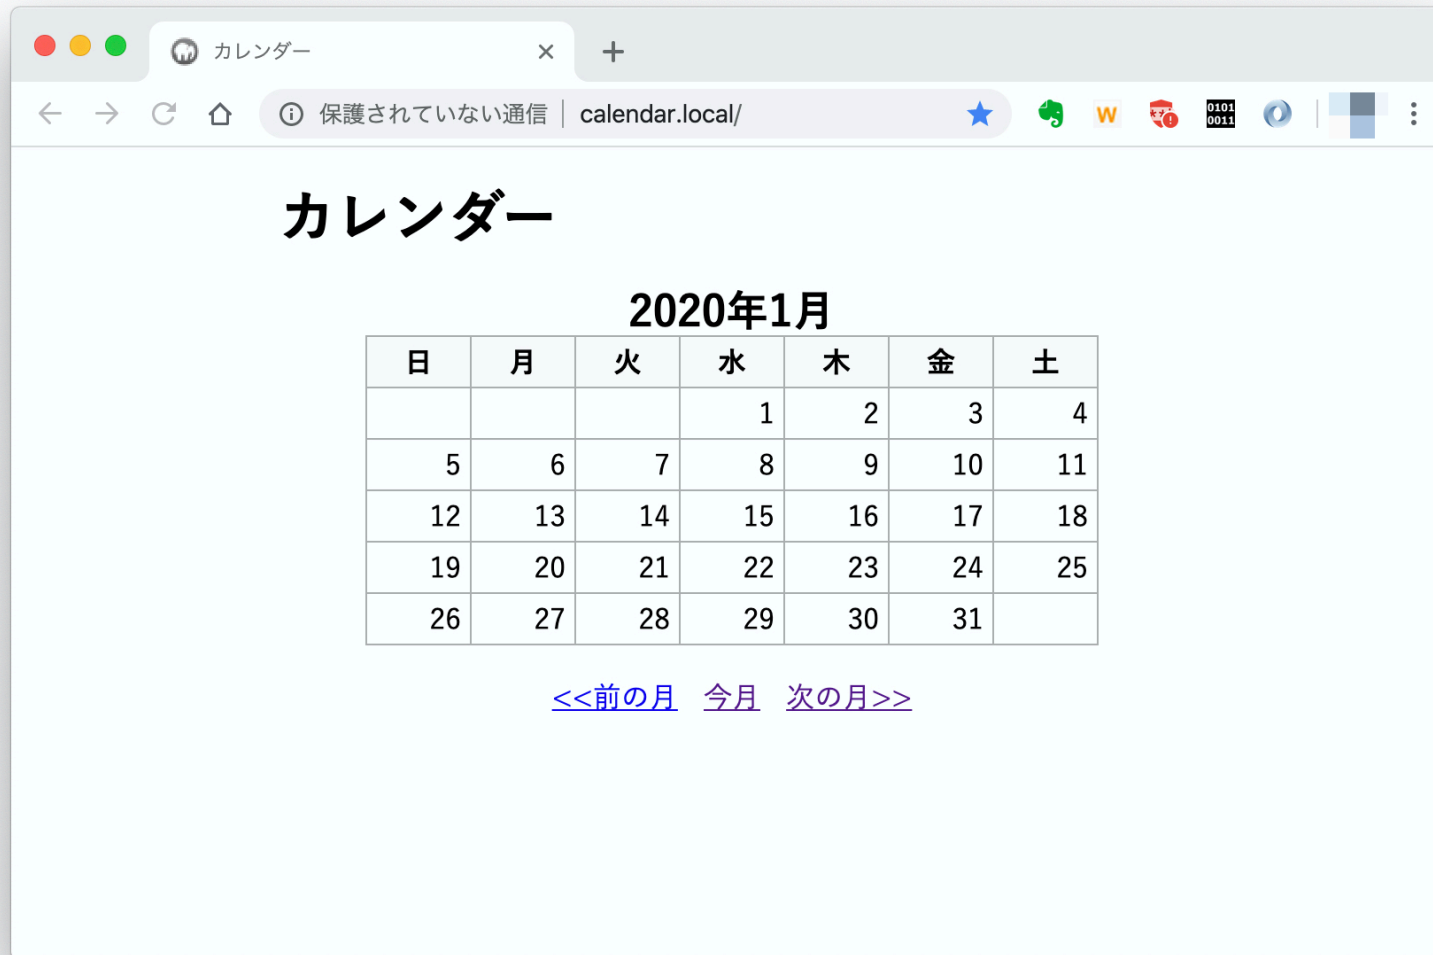 カレンダー
保護されていない通信 calendar.local/
W
0101
0011
カレンダー
2020年1月
日 月 火 水 木 金 土
1 2 3 4
5 6 7 8 9 10 11
12 13 14 15 16 17 18
19 20 21 22 23 24 25
26 27 28 29 30 31
<<前の月 今月 次の月>>